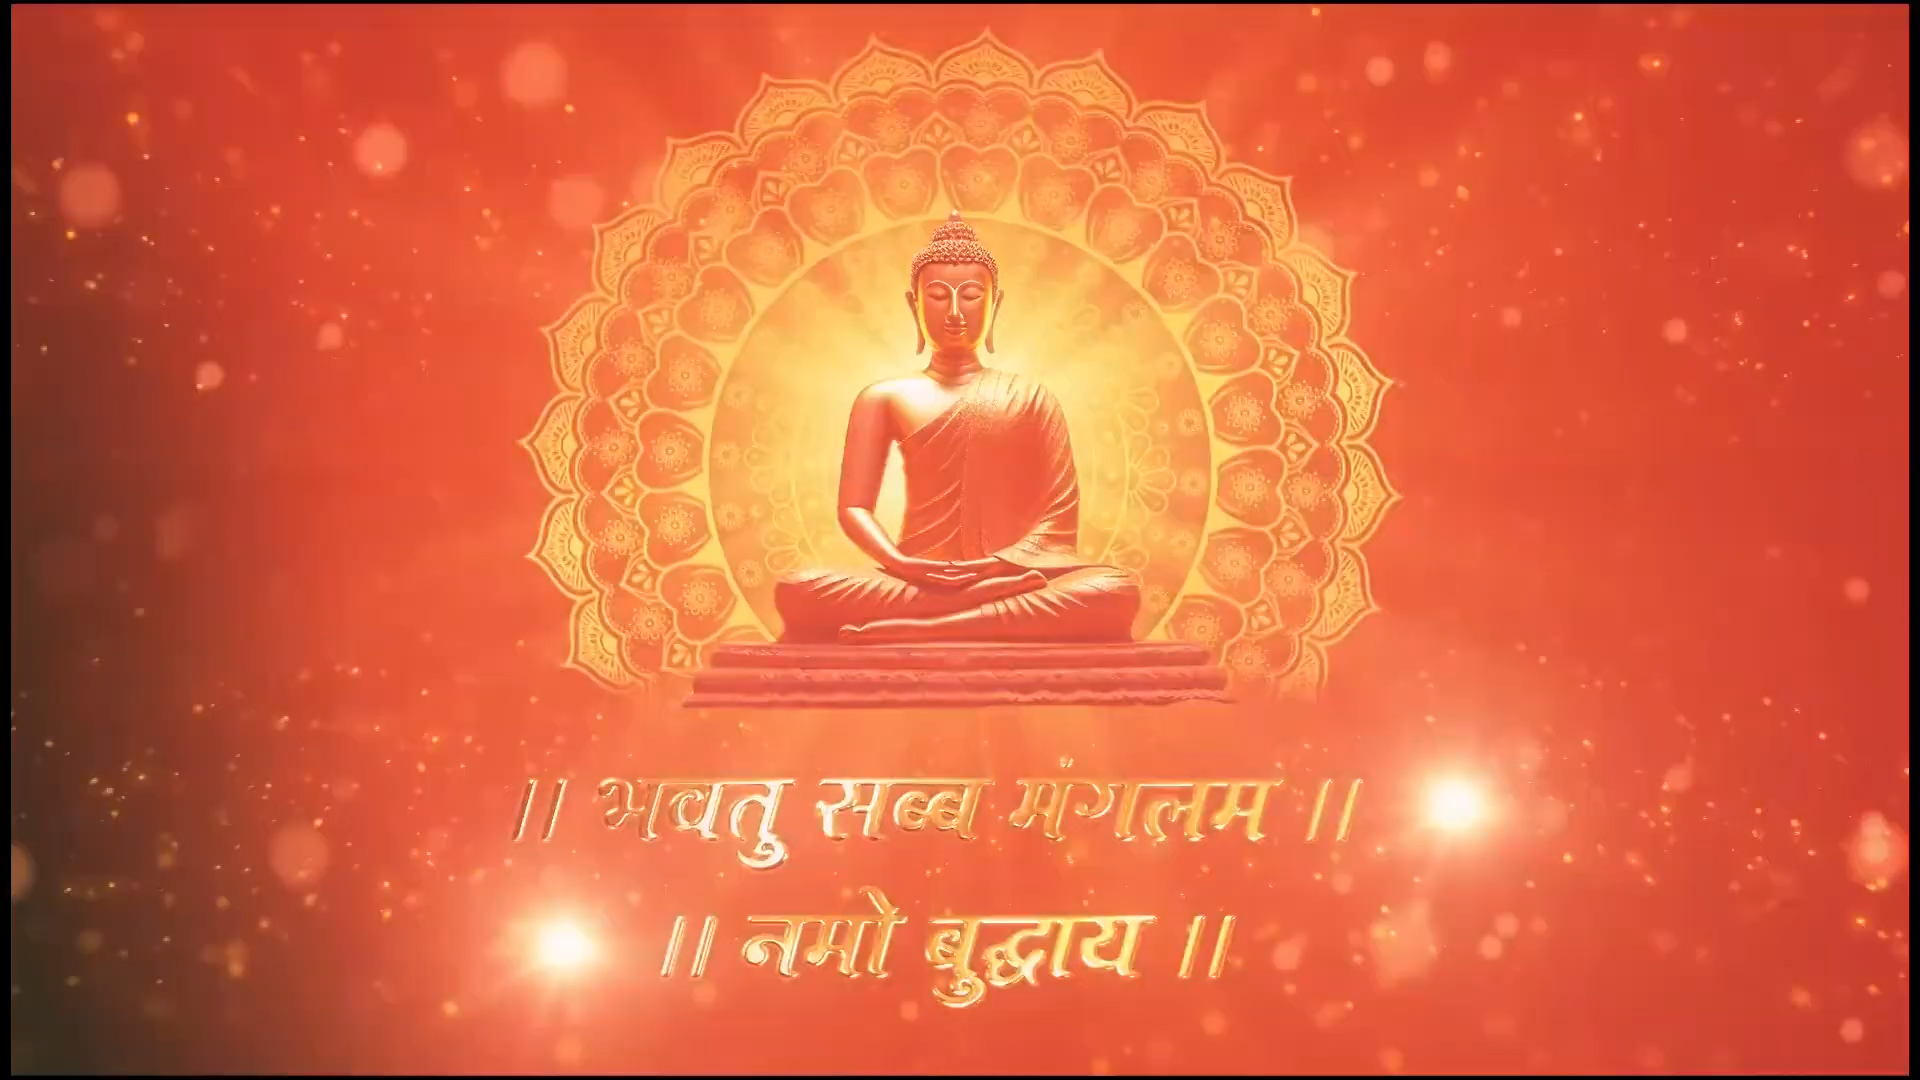 || भवतु सब्ब मंगलम ||
|| नमो बुद्धाय ||